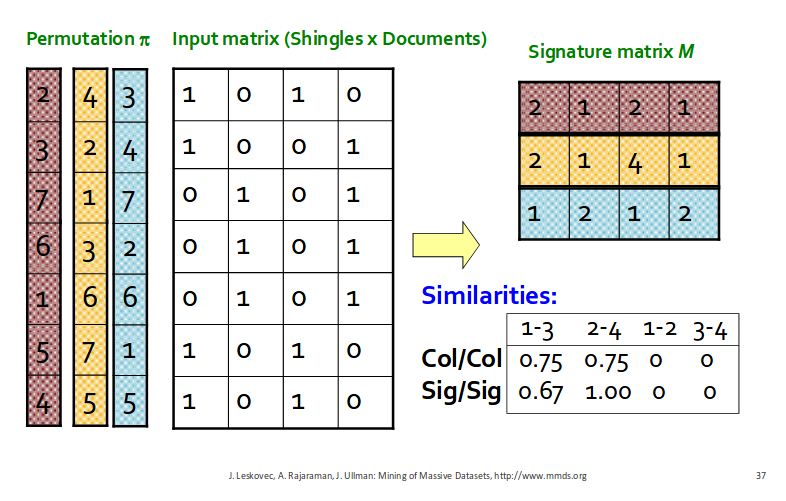 Permutation π
Input matrix (Shingles x Documents)
Signature matrix M
2 4 3
3 2 4
7 1 7
6 3 2
1 6 6
5 7 1
4 5 5
1 0 1 0
1 0 0 1
0 1 0 1
0 1 0 1
0 1 0 1
1 0 1 0
1 0 1 0
2 1 2 1
2 1 4 1
1 2 1 2
Similarities:
1-3 2-4 1-2 3-4
Col/Col 0.75 0.75 0 0
Sig/Sig 0.67 1.00 0 0
J. Leskovec, A. Rajaraman, J. Ullman: Mining of Massive Datasets, http://www.mmds.org
37